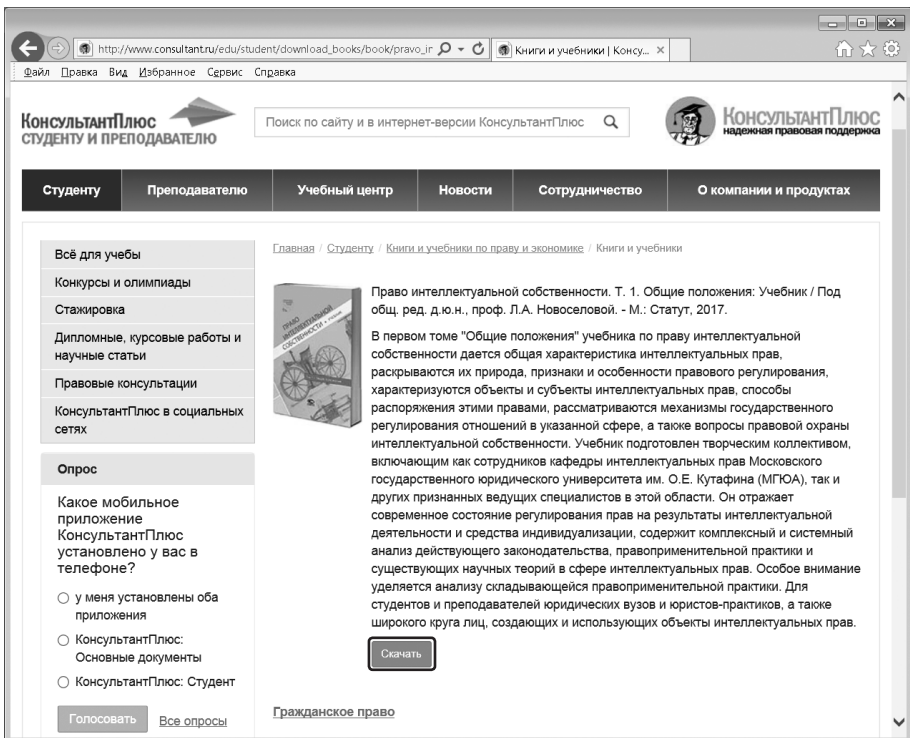 http://www.consultant.ru/edu/student/download_books/book/pravo_ir
Книги и учебники | Консу...
Файл Правка Вид Избранное Сервис Справка
КонсультантПлюс
СТУДЕНТУ И ПРЕПОДАВАТЕЛЮ
Поиск по сайту и в интернет-версии КонсультантПлюс
КонсультантПлюс
надежная правовая поддержка
Студенту Преподавателю Учебный центр Новости Сотрудничество О компании и продуктах
Всё для учебы
Конкурсы и олимпиады
Стажировка
Дипломные, курсовые работы и
научные статьи
Правовые консультации
КонсультантПлюс в социальных
сетях
Опрос
Какое мобильное
приложение
КонсультантПлюс
установлено у вас в
телефоне?
у меня установлены оба
приложения
КонсультантПлюс:
Основные документы
КонсультантПлюс: Студент
Голосовать Все опросы
Главная / Студенту / Книги и учебники по праву и экономике / Книги и учебники
ПРАВО
ИНТЕЛЛЕКТУАЛЬНОЙ
СОБСТВЕННОСТИ
Право интеллектуальной собственности. Т. 1. Общие положения: Учебник / Под
общ. ред. д.ю.н., проф. Л.А. Новоселовой. - М.: Статут, 2017.
В первом томе "Общие положения" учебника по праву интеллектуальной
собственности дается общая характеристика интеллектуальных прав,
раскрываются их природа, признаки и особенности правового регулирования,
характеризуются объекты и субъекты интеллектуальных прав, способы
распоряжения этими правами, рассматриваются механизмы государственного
регулирования отношений в указанной сфере, а также вопросы правовой охраны
интеллектуальной собственности. Учебник подготовлен творческим коллективом,
включающим как сотрудников кафедры интеллектуальных прав Московского
государственного юридического университета им. О.Е. Кутафина (МГЮА), так и
других признанных ведущих специалистов в этой области. Он отражает
современное состояние регулирования прав на результаты интеллектуальной
деятельности и средства индивидуализации, содержит комплексный и системный
анализ действующего законодательства, правоприменительной практики и
существующих научных теорий в сфере интеллектуальных прав. Особое внимание
уделяется анализу складывающейся правоприменительной практики. Для
студентов и преподавателей юридических вузов и юристов-практиков, а также
широкого круга лиц, создающих и использующих объекты интеллектуальных прав.
Скачать
Гражданское право